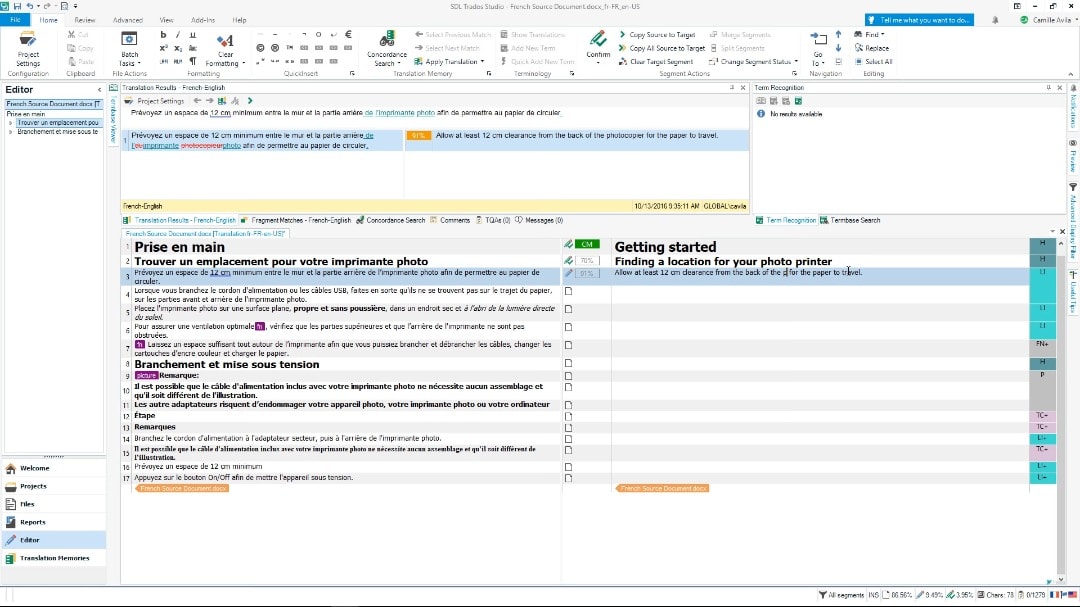 SDL Trados Studio - French Source Document.docx_fr-FR_en-US
File Home Review Advanced View Add-Ins Help
Tell me what you want to do...
Camille Avila
Project Settings
Configuration
Cut
Copy
Paste
Clipboard
Batch Tasks
File Actions
Clear Formatting
Formatting
QuickInsert
Concordance Search
Select Previous Match
Select Next Match
Apply Translation
Translation Memory
Show Translations
Add New Term
Quick Add New Term
Terminology
Confirm
Copy Source to Target
Copy All Source to Target
Clear Target Segment
Merge Segments
Split Segments
Change Segment Status
Segment Actions
Go To
Navigation
Find
Replace
Select All
Editing
Editor
French Source Document.docx [T
Prise en main
Trouver un emplacement pou
Branchement et mise sous te
Termbase Viewer
Translation Results - French-English
Project Settings
Prévoyez un espace de 12 cm minimum entre le mur et la partie arrière de l'imprimante photo afin de permettre au papier de circuler.
1 Prévoyez un espace de 12 cm minimum entre le mur et la partie arrière de
l'duimprimante photocopieurphoto afin de permettre au papier de circuler.
91% Allow at least 12 cm clearance from the back of the photocopier for the paper to travel.
French-English 10/13/2016 9:35:11 AM GLOBAL\cavila
Translation Results - French-English Fragment Matches - French-English Concordance Search Comments TQAs (0) Messages (0)
Term Recognition
No results available.
Term Recognition Termbase Search
Notifications
Preview
Advanced Display Filter
Useful Tips
French Source Document.docx [Translation fr-FR-en-US]*
1 Prise en main CM Getting started H
2 Trouver un emplacement pour votre imprimante photo 70% Finding a location for your photo printer H
3 Prévoyez un espace de 12 cm minimum entre le mur et la partie arrière de l'imprimante photo afin de permettre au papier de
circuler.
91% Allow at least 12 cm clearance from the back of the p for the paper to travel. LI
4 Lorsque vous branchez le cordon d'alimentation ou les câbles USB, faites en sorte qu'ils ne se trouvent pas sur le trajet du papier,
sur les parties avant et arrière de l'imprimante photo.
5 Placez l'imprimante photo sur une surface plane, propre et sans poussière, dans un endroit sec et à l'abri de la lumière directe
du soleil. LI
6 Pour assurer une ventilation optimale fn , vérifiez que les parties supérieures et que l'arrière de l'imprimante ne sont pas
obstruées. LI
7 fn Laissez un espace suffisant tout autour de l'imprimante afin que vous puissiez brancher et débrancher les câbles, changer les
cartouches d'encre couleur et charger le papier. FN+
8 Branchement et mise sous tension H
9 picture Remarque: P
10 Il est possible que le câble d'alimentation inclus avec votre imprimante photo ne nécessite aucun assemblage et
qu'il soit différent de l'illustration.
11 Les autre adaptateurs risquent d'endommager votre appareil photo, votre imprimante photo ou votre ordinateur
12 Étape TC+
13 Remarques TC+
14 Branchez le cordon d'alimentation à l'adaptateur secteur, puis à l'arrière de l'imprimante photo. LI+
15 Il est possible que le câble d'alimentation inclus avec votre imprimante photo ne nécessite aucun assemblage et qu'il soit différent de
l'illustration. TC+
16 Prévoyez un espace de 12 cm minimum LI+
17 Appuyez sur le bouton On/Off afin de mettre l'appareil sous tension. LI+
French Source Document.docx French Source Document.docx
Welcome
Projects
Files
Reports
Editor
Translation Memories
All segments INS 86.56% 9.49% 3.95% Chars: 78 0/1279